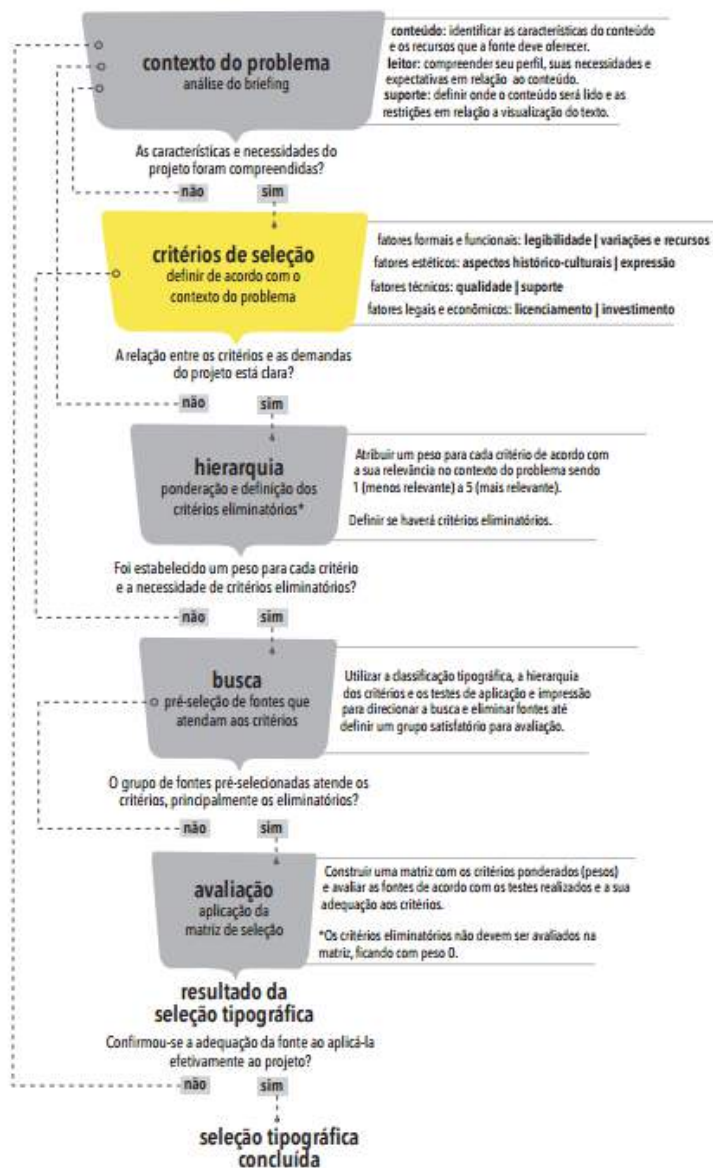 contexto do problema
análise do briefing
conteúdo: identificar as características do conteúdo
e os recursos que a fonte deve oferecer.
leitor: compreender seu perfil, suas necessidades e
expectativas em relação ao conteúdo.
suporte: definir onde o conteúdo será lido e as
restrições em relação a visualização do texto.
As características e necessidades do
projeto foram compreendidas?
não sim
critérios de seleção
definir de acordo com o
contexto do problema
fatores formais e funcionais: legibilidade | variações e recursos
fatores estéticos: aspectos histórico-culturais | expressão
fatores técnicos: qualidade | suporte
fatores legais e econômicos: licenciamento | investimento
A relação entre os critérios e as demandas
do projeto está clara?
não sim
hierarquia
ponderação e definição dos
critérios eliminatórios*
Atribuir um peso para cada critério de acordo com
a sua relevância no contexto do problema sendo
1 (menos relevante) a 5 (mais relevante).
Definir se haverá critérios eliminatórios.
Foi estabelecido um peso para cada critério
e a necessidade de critérios eliminatórios?
não sim
busca
pré-seleção de fontes que
atendam aos critérios
Utilizar a classificação tipográfica, a hierarquia
dos critérios e os testes de aplicação e impressão
para direcionar a busca e eliminar fontes até
definir um grupo satisfatório para avaliação.
O grupo de fontes pré-selecionadas atende os
critérios, principalmente os eliminatórios?
não sim
avaliação
aplicação da
matriz de seleção
Construir uma matriz com os critérios ponderados (pesos)
e avaliar as fontes de acordo com os testes realizados e a sua
adequação aos critérios.
*Os critérios eliminatórios não devem ser avaliados na
matriz, ficando com peso 0.
resultado da
seleção tipográfica
Confirmou-se a adequação da fonte ao aplicá-la
efetivamente ao projeto?
não sim
seleção tipográfica
concluída